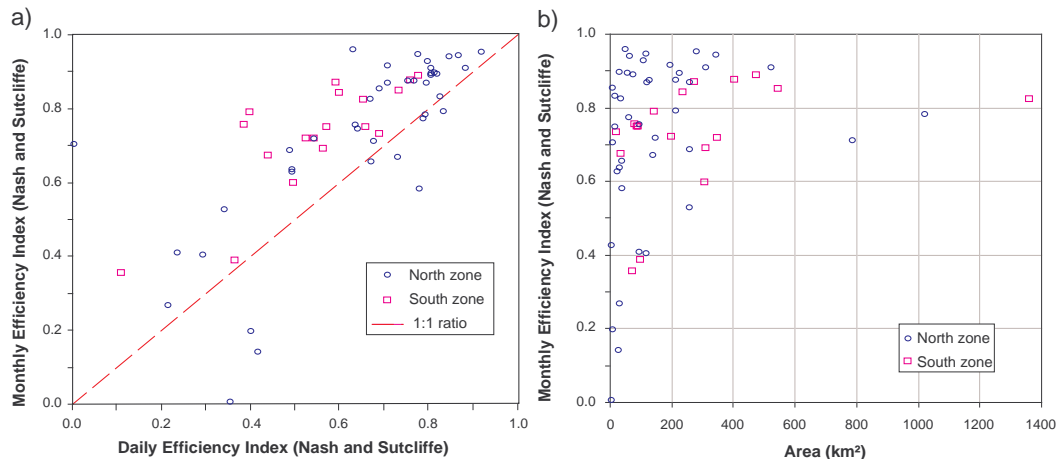 a)
Monthly Efficiency Index (Nash and Sutcliffe)
1.0
0.8
0.6
0.4
0.2
0.0
0.0
0.2
0.4
0.6
0.8
1.0
Daily Efficiency Index (Nash and Sutcliffe)
North zone
South zone
1:1 ratio
b)
Monthly Efficiency Index (Nash and Sutcliffe)
1.0
0.8
0.6
0.4
0.2
0.0
0
200
400
600
800
1000
1200
1400
Area (km²)
North zone
South zone